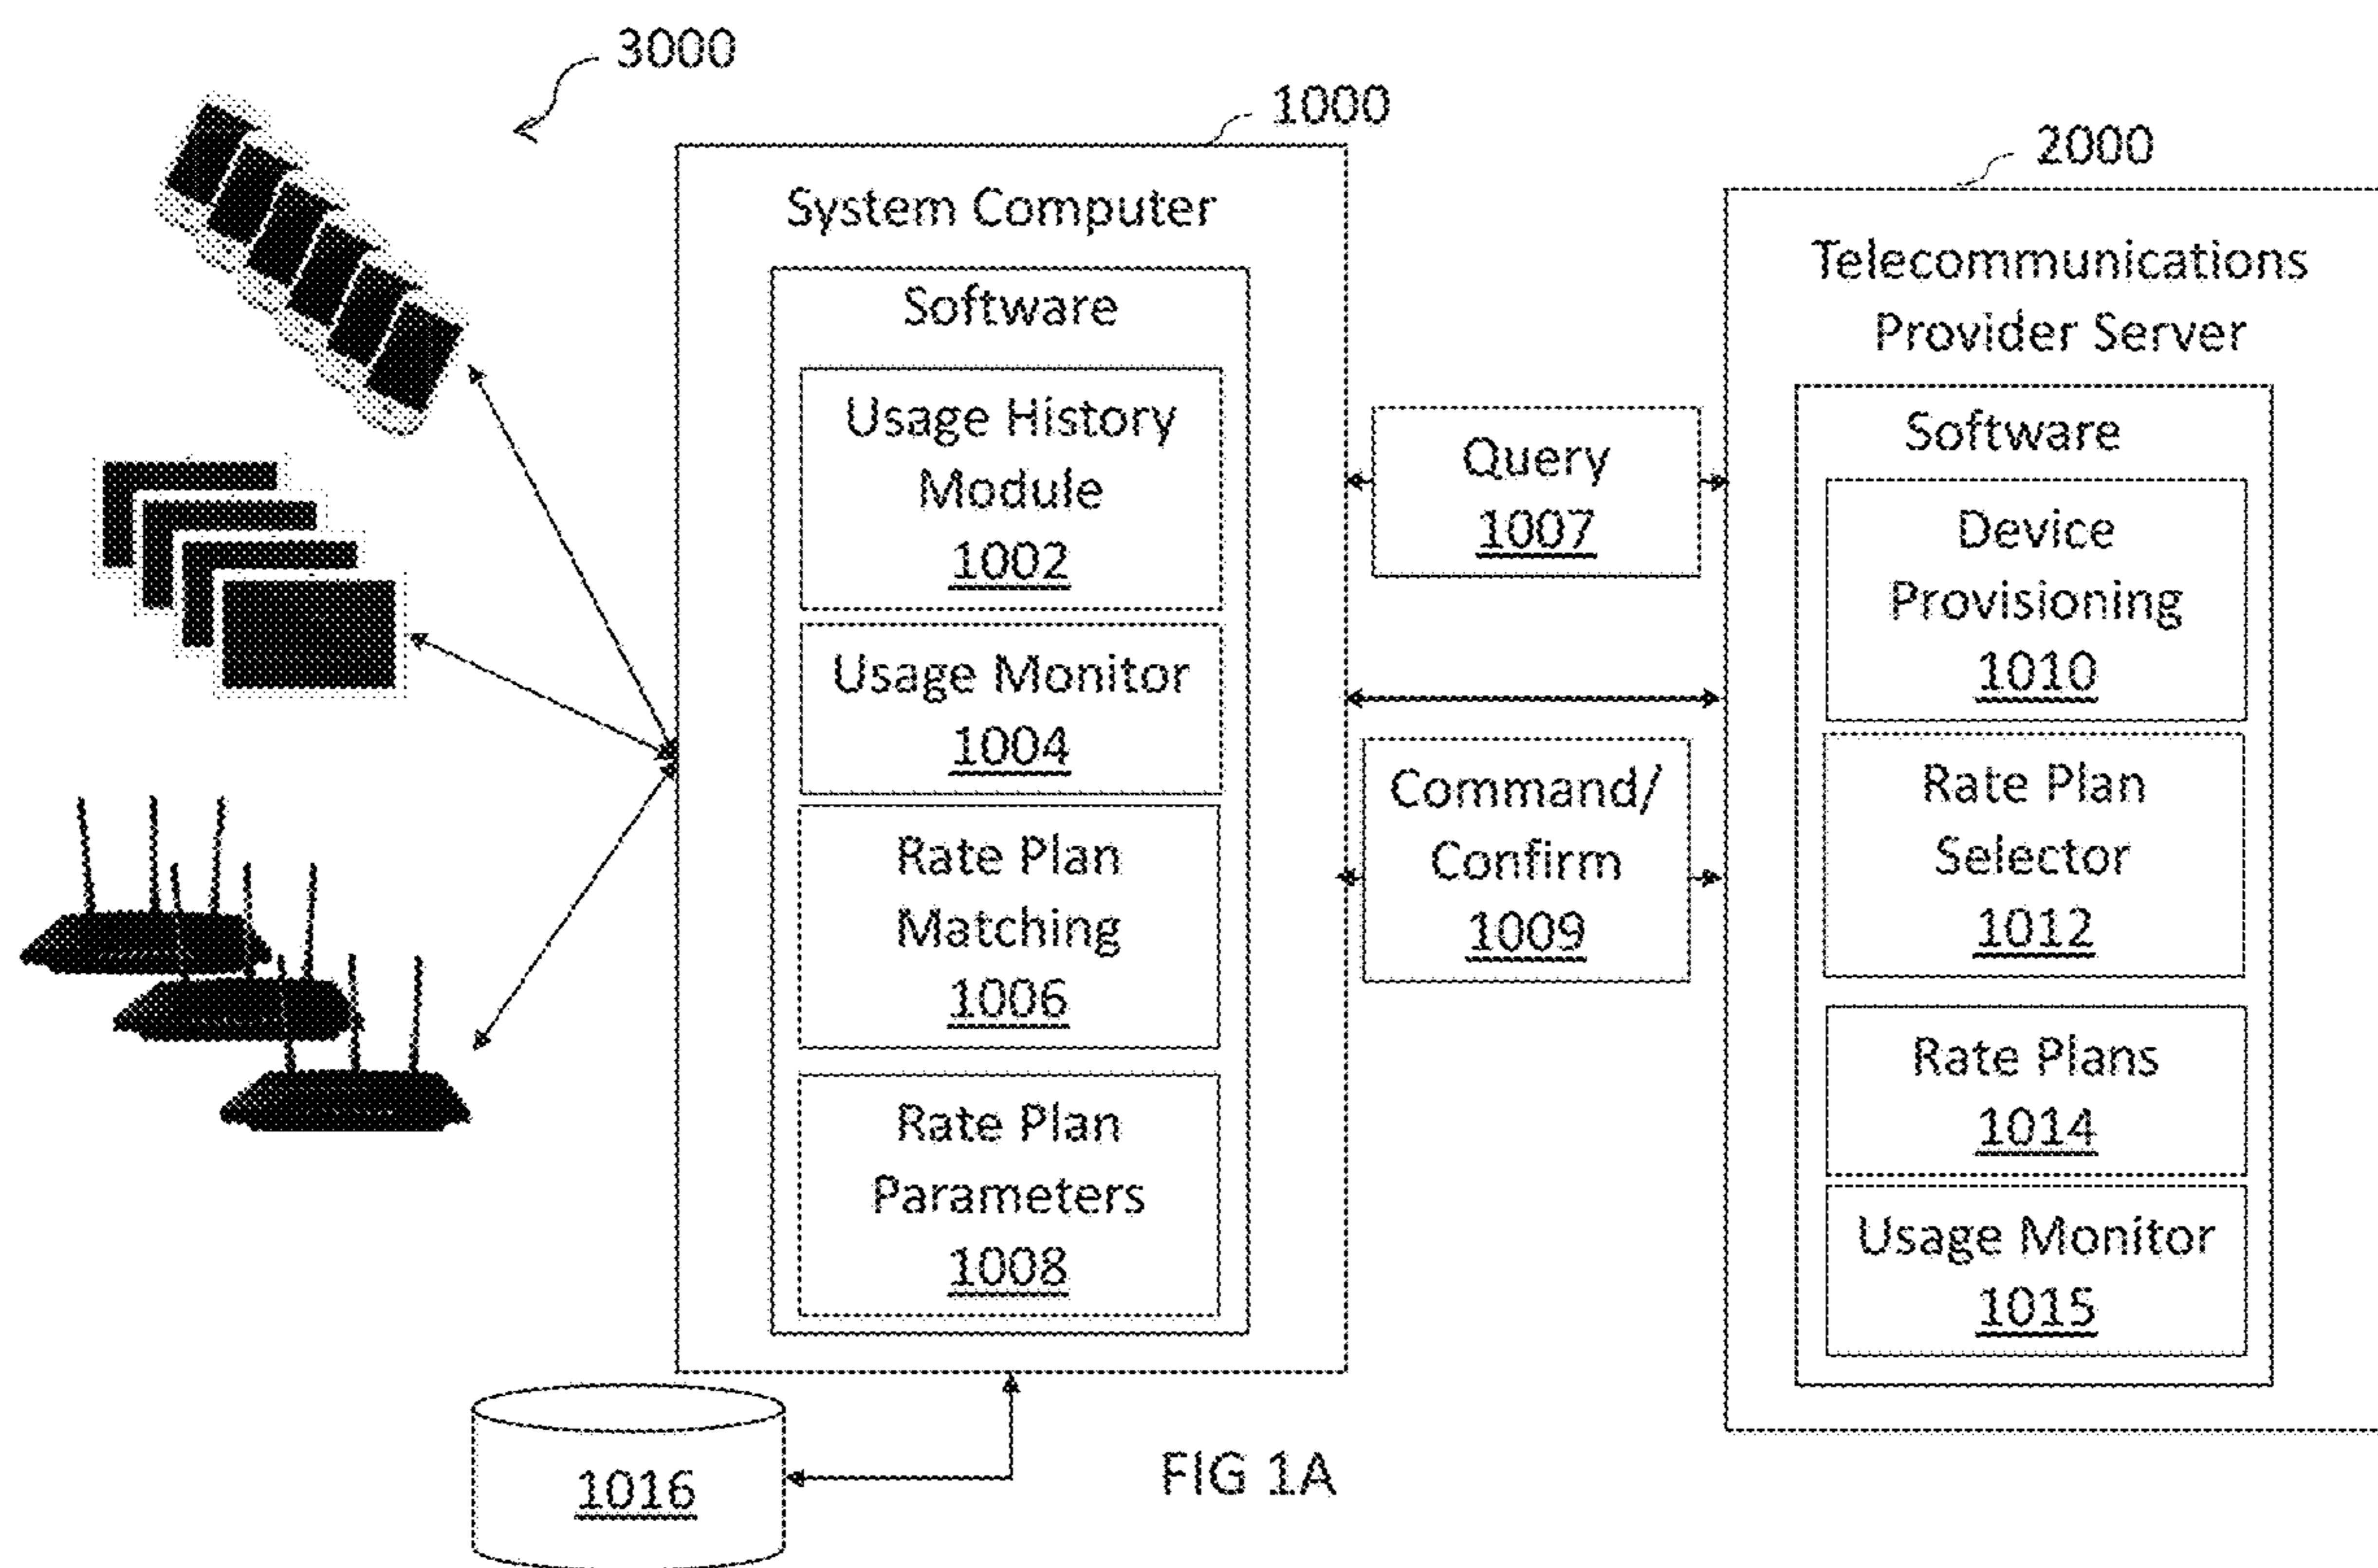 3000
1000
2000
System Computer
Software
Usage History
Module
1002
Usage Monitor
1004
Rate Plan
Matching
1006
Rate Plan
Parameters
1008
Query
1007
Command/
Confirm
1009
Telecommunications
Provider Server
Software
Device
Provisioning
1010
Rate Plan
Selector
1012
Rate Plans
1014
Usage Monitor
1015
1016
FIG 1A